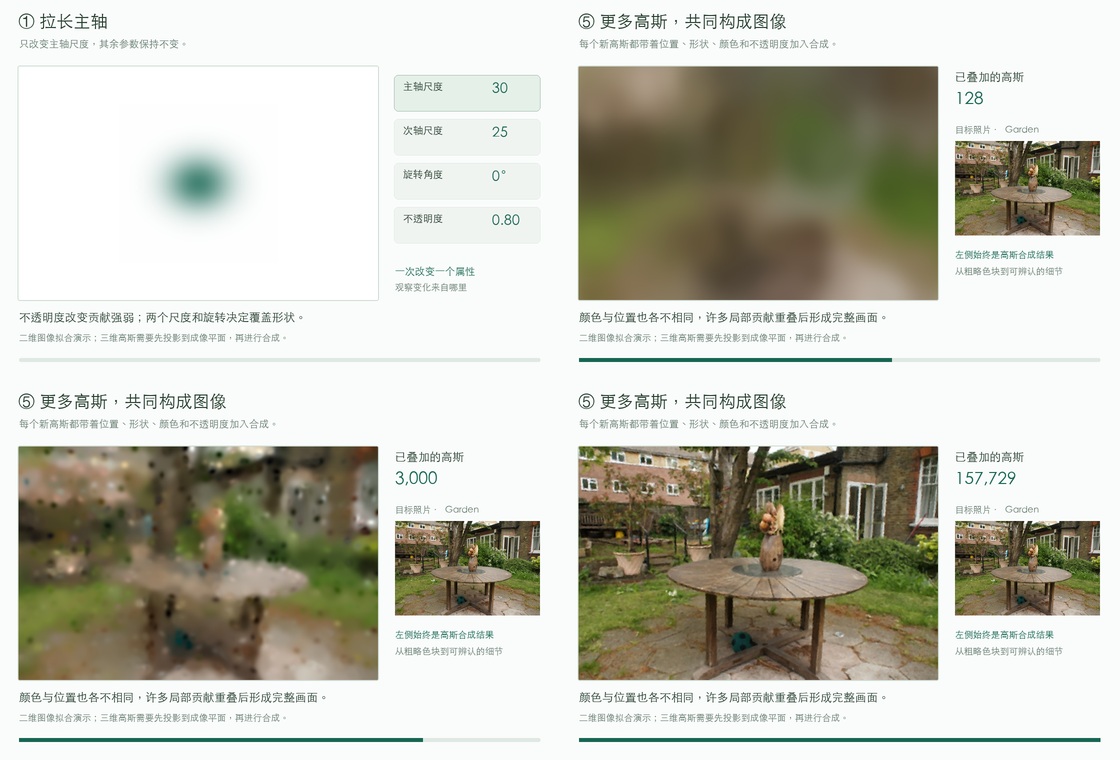 ① 拉长主轴
只改变主轴尺度，其余参数保持不变。
主轴尺度 30
次轴尺度 25
旋转角度 0°
不透明度 0.80
一次改变一个属性
观察变化来自哪里
不透明度改变贡献强弱；两个尺度和旋转决定覆盖形状。
二维图像拟合演示；三维高斯需要先投影到成像平面，再进行合成。
⑤ 更多高斯，共同构成图像
每个新高斯都带着位置、形状、颜色和不透明度加入合成。
已叠加的高斯
128
目标照片 · Garden
左侧始终是高斯合成结果
从粗略色块到可辨认的细节
颜色与位置也各不相同，许多局部贡献重叠后形成完整画面。
二维图像拟合演示；三维高斯需要先投影到成像平面，再进行合成。
⑤ 更多高斯，共同构成图像
每个新高斯都带着位置、形状、颜色和不透明度加入合成。
已叠加的高斯
3,000
目标照片 · Garden
左侧始终是高斯合成结果
从粗略色块到可辨认的细节
颜色与位置也各不相同，许多局部贡献重叠后形成完整画面。
二维图像拟合演示；三维高斯需要先投影到成像平面，再进行合成。
⑤ 更多高斯，共同构成图像
每个新高斯都带着位置、形状、颜色和不透明度加入合成。
已叠加的高斯
157,729
目标照片 · Garden
左侧始终是高斯合成结果
从粗略色块到可辨认的细节
颜色与位置也各不相同，许多局部贡献重叠后形成完整画面。
二维图像拟合演示；三维高斯需要先投影到成像平面，再进行合成。